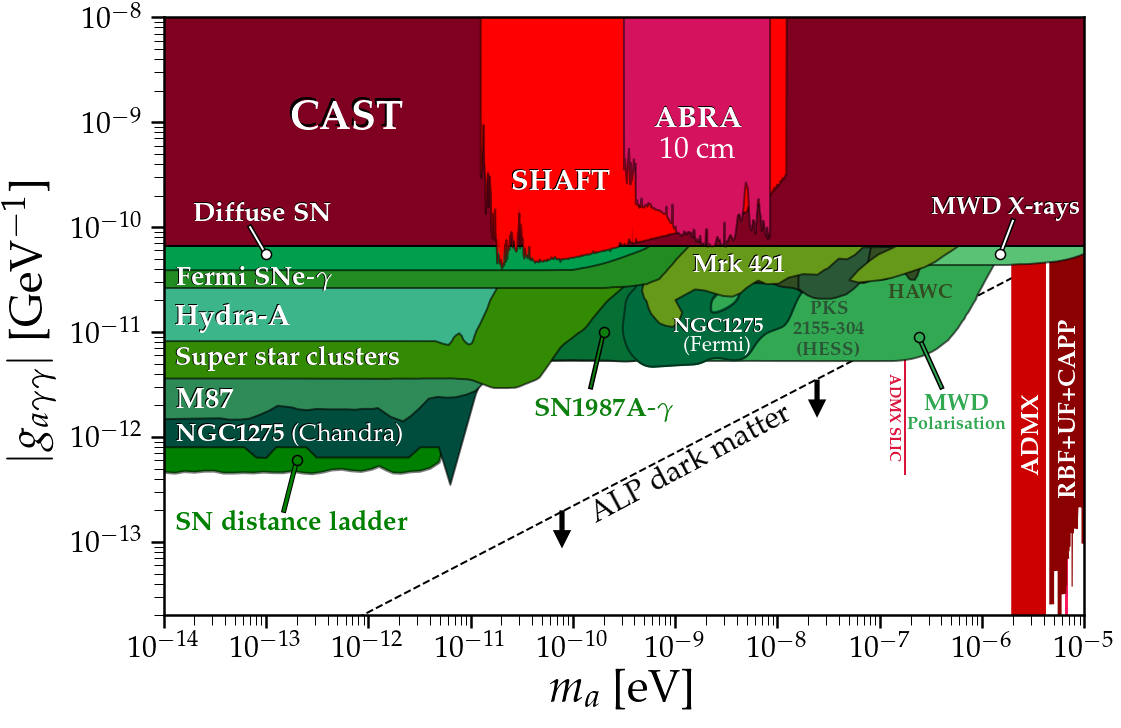 10⁻⁸
10⁻⁹
10⁻¹⁰
10⁻¹¹
10⁻¹²
10⁻¹³
|g_{aγγ}| [GeV⁻¹]
CAST
SHAFT
ABRA
10 cm
Diffuse SN
MWD X-rays
Fermi SNe-γ
Mrk 421
HAWC
Hydra-A
PKS
2155-304
(HESS)
NGC1275
(Fermi)
Super star clusters
M87
SN1987A-γ
ADMX SLIC
MWD
Polarisation
NGC1275 (Chandra)
ALP dark matter
ADMX
RBF+UF+CAPP
SN distance ladder
10⁻¹⁴
10⁻¹³
10⁻¹²
10⁻¹¹
10⁻¹⁰
10⁻⁹
10⁻⁸
10⁻⁷
10⁻⁶
10⁻⁵
m_a [eV]